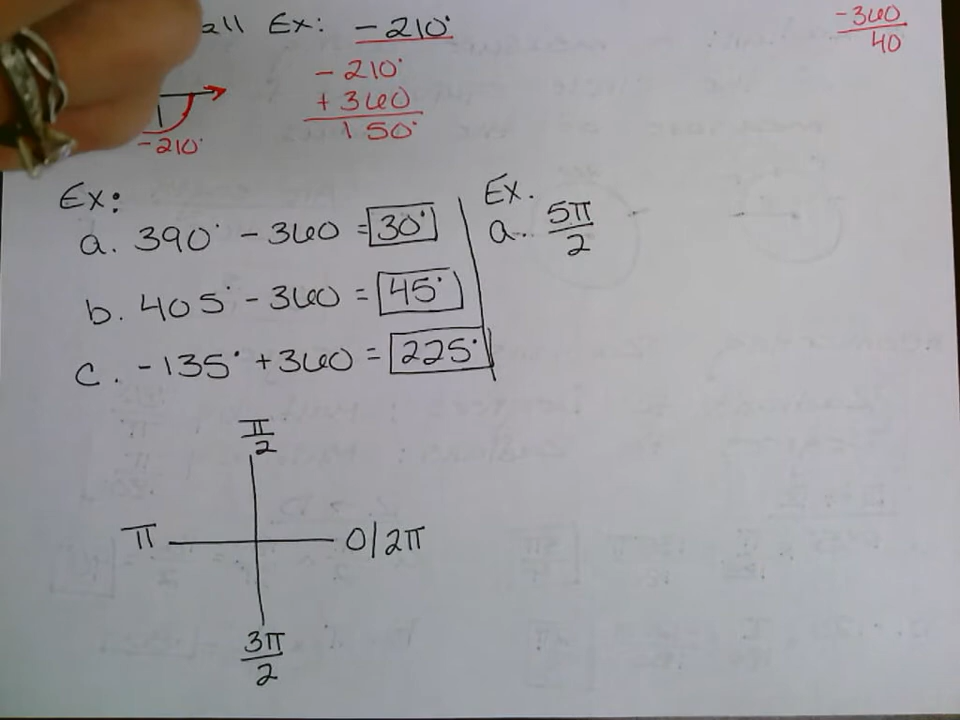 all Ex: -210°
-360
40
-210°
+360
150°
-210°
Ex:
a. 390° - 360 = 30°
b. 405° - 360 = 45°
c. -135° + 360 = 225°
Ex.
a. 5π/2
π/2
π
0/2π
3π/2